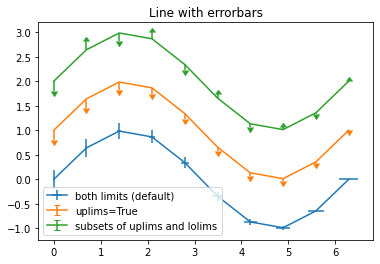 Line with errorbars
3.0
2.5
2.0
1.5
1.0
0.5
0.0
−0.5
−1.0
both limits (default)
uplims=True
subsets of uplims and lolims
0 1 2 3 4 5 6